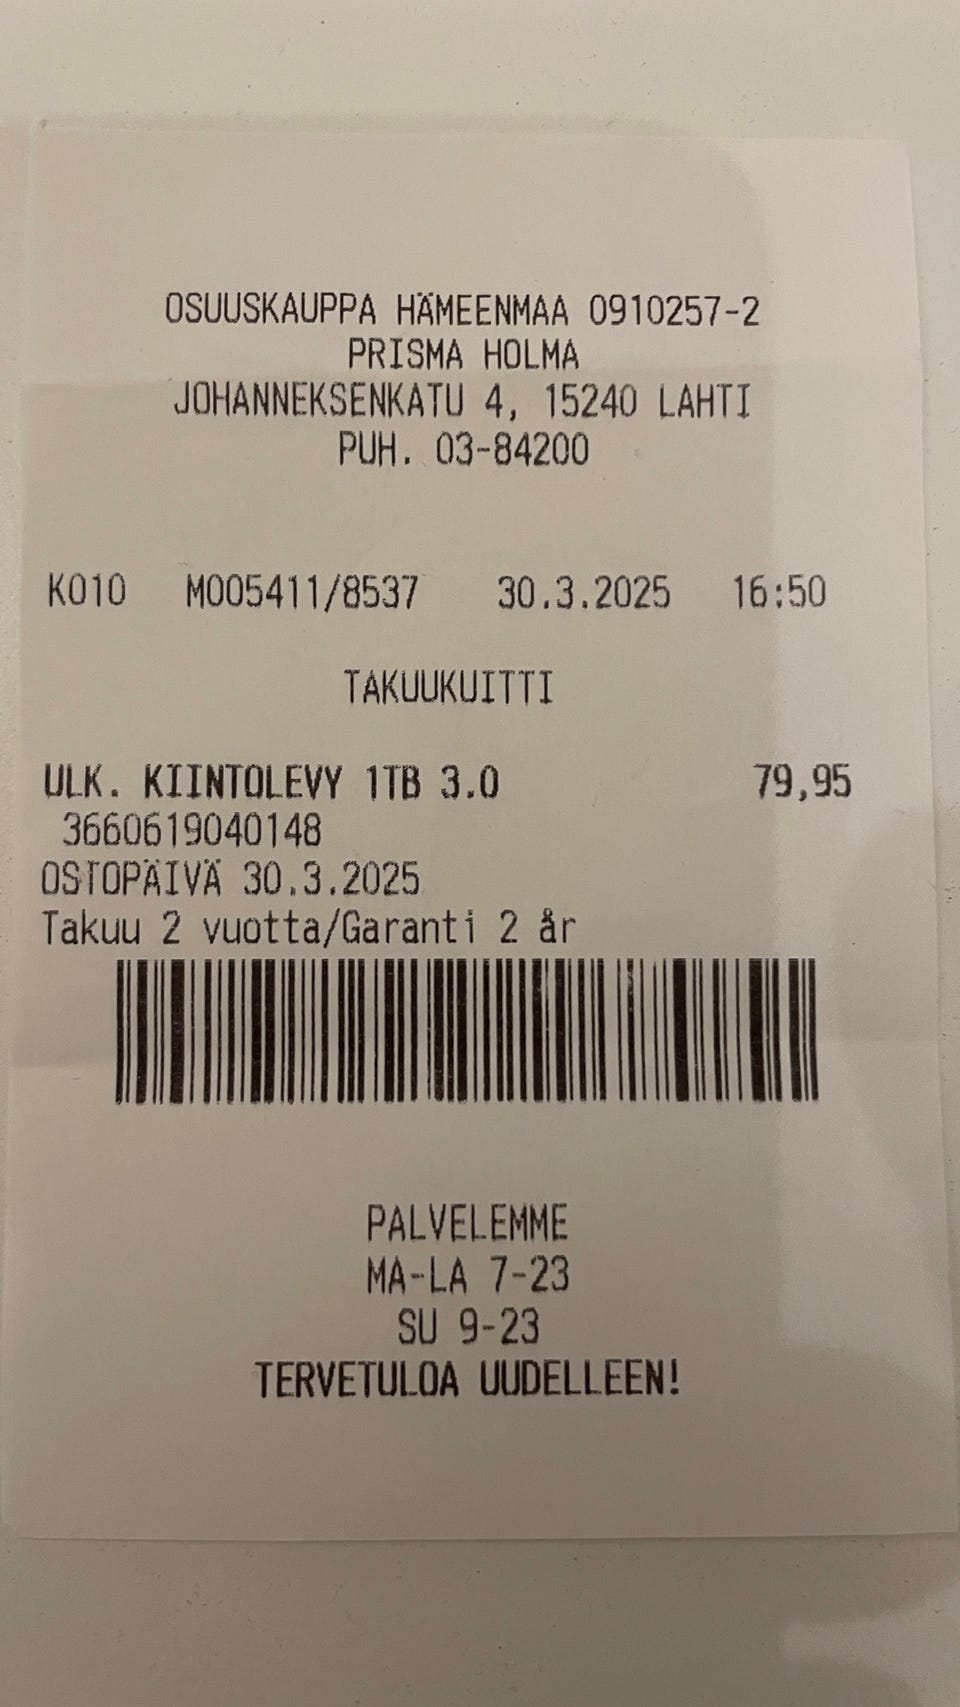 OSUUSKAUPPA HÄMEENMAA 0910257-2
PRISMA HOLMA
JOHANNEKSENKATU 4, 15240 LAHTI
PUH. 03-84200
K010 M005411/8537 30.3.2025 16:50
TAKUUKUITTI
ULK. KIINTOLEVY 1TB 3.0 79,95
3660619040148
OSTOPÄIVÄ 30.3.2025
Takuu 2 vuotta/Garanti 2 år
PALVELEMME
MA-LA 7-23
SU 9-23
TERVETULOA UUDELLEEN!